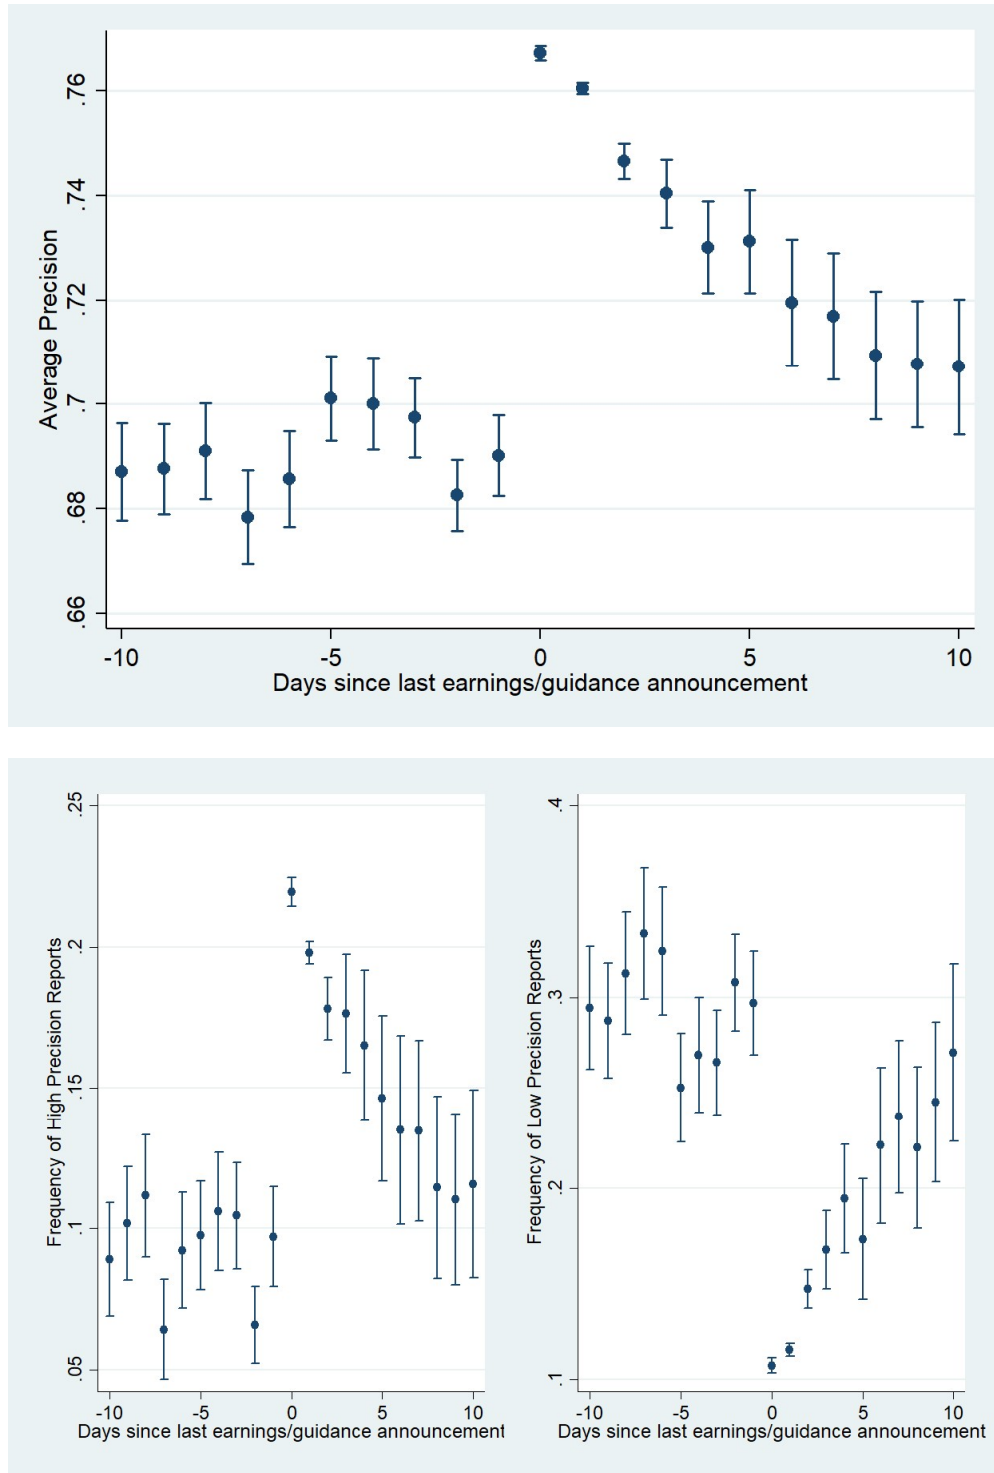 Average Precision
.76
.74
.72
.7
.68
.66
-10 -5 0 5 10
Days since last earnings/guidance announcement
Frequency of High Precision Reports
.25
.2
.15
.1
.05
-10 -5 0 5 10
Days since last earnings/guidance announcement
Frequency of Low Precision Reports
.4
.3
.2
.1
-10 -5 0 5 10
Days since last earnings/guidance announcement